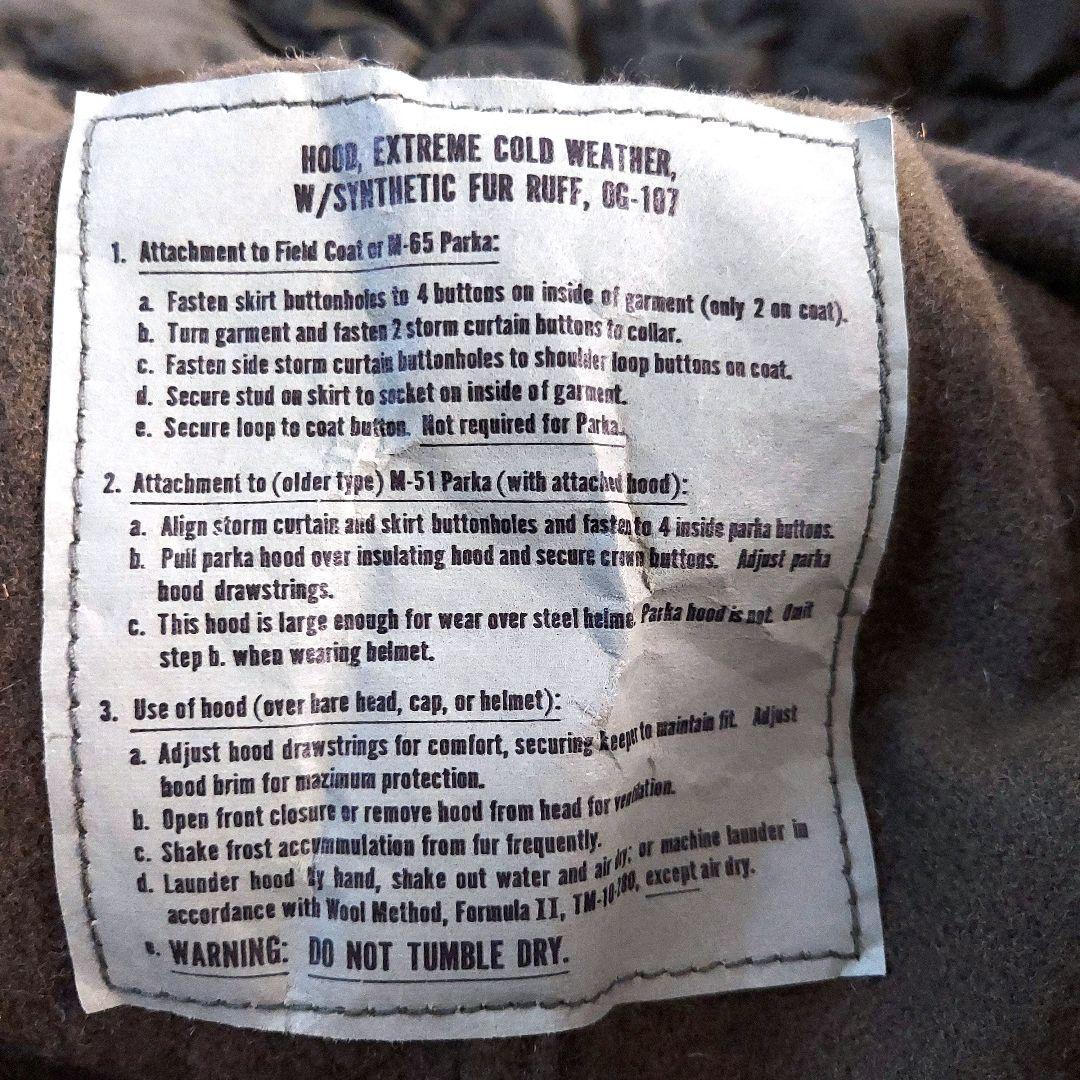 HOOD, EXTREME COLD WEATHER,
W/SYNTHETIC FUR RUFF, OG-107
1. Attachment to Field Coat or M-65 Parka:
a. Fasten skirt buttonholes to 4 buttons on inside of garment (only 2 on coat).
b. Turn garment and fasten 2 storm curtain buttons to collar.
c. Fasten side storm curtain buttonholes to shoulder loop buttons on coat.
d. Secure stud on skirt to socket on inside of garment.
e. Secure loop to coat button. Not required for Parka.
2. Attachment to (older type) M-51 Parka (with attached hood):
a. Align storm curtain and skirt buttonholes and fasten to 4 inside parka buttons.
b. Pull parka hood over insulating hood and secure crown buttons. Adjust parka
hood drawstrings.
c. This hood is large enough for wear over steel helme Parka hood is not. Omit
step b. when wearing helmet.
3. Use of hood (over bare head, cap, or helmet):
a. Adjust hood drawstrings for comfort, securing keeper to maintain fit. Adjust
hood brim for mazimum protection.
b. Open front closure or remove hood from head for ventilation.
c. Shake frost accummulation from fur frequently.
d. Launder hood by hand, shake out water and air dry; or machine launder in
accordance with Wool Method, Formula II, TM-10-280, except air dry.
e. WARNING: DO NOT TUMBLE DRY.